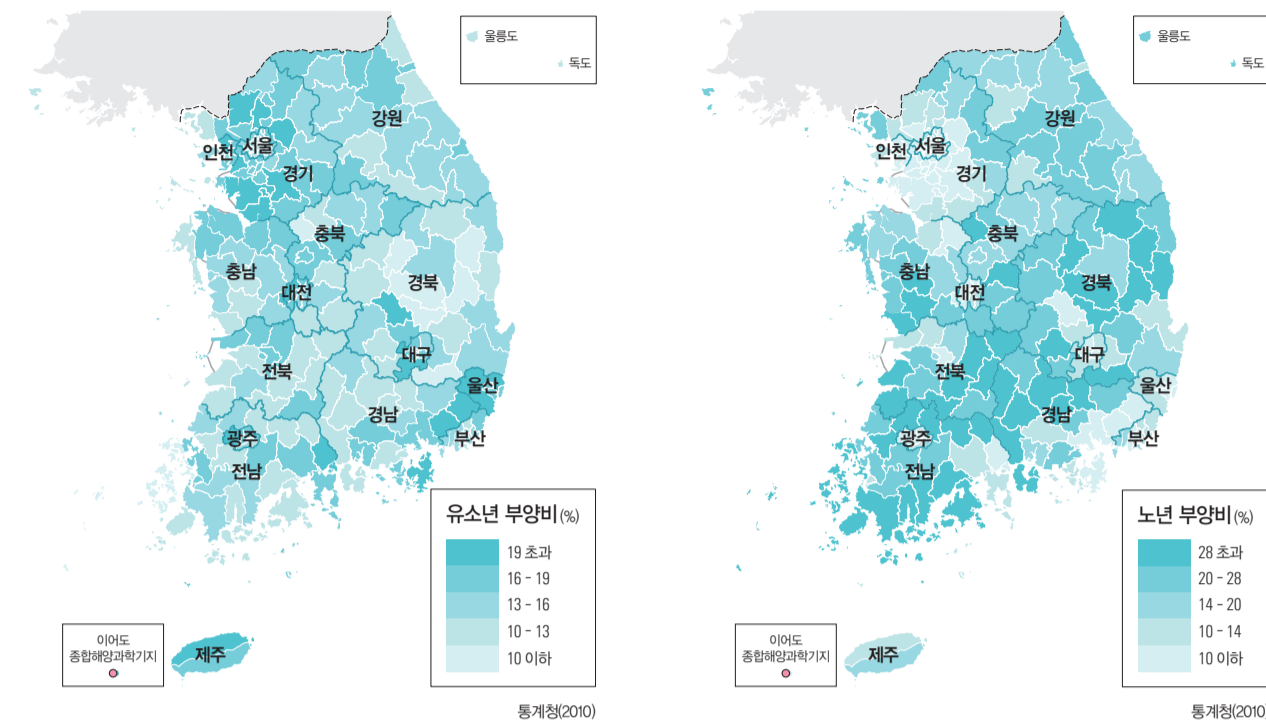 울릉도
독도
강원
인천
서울
경기
충북
충남
대전
경북
대구
전북
울산
경남
광주
부산
전남
유소년 부양비(%)
19 초과
16 - 19
13 - 16
10 - 13
10 이하
이어도
종합해양과학기지
제주
통계청(2010)
울릉도
독도
강원
인천
서울
경기
충북
충남
대전
경북
대구
전북
울산
경남
광주
부산
전남
노년 부양비(%)
28 초과
20 - 28
14 - 20
10 - 14
10 이하
이어도
종합해양과학기지
제주
통계청(2010)